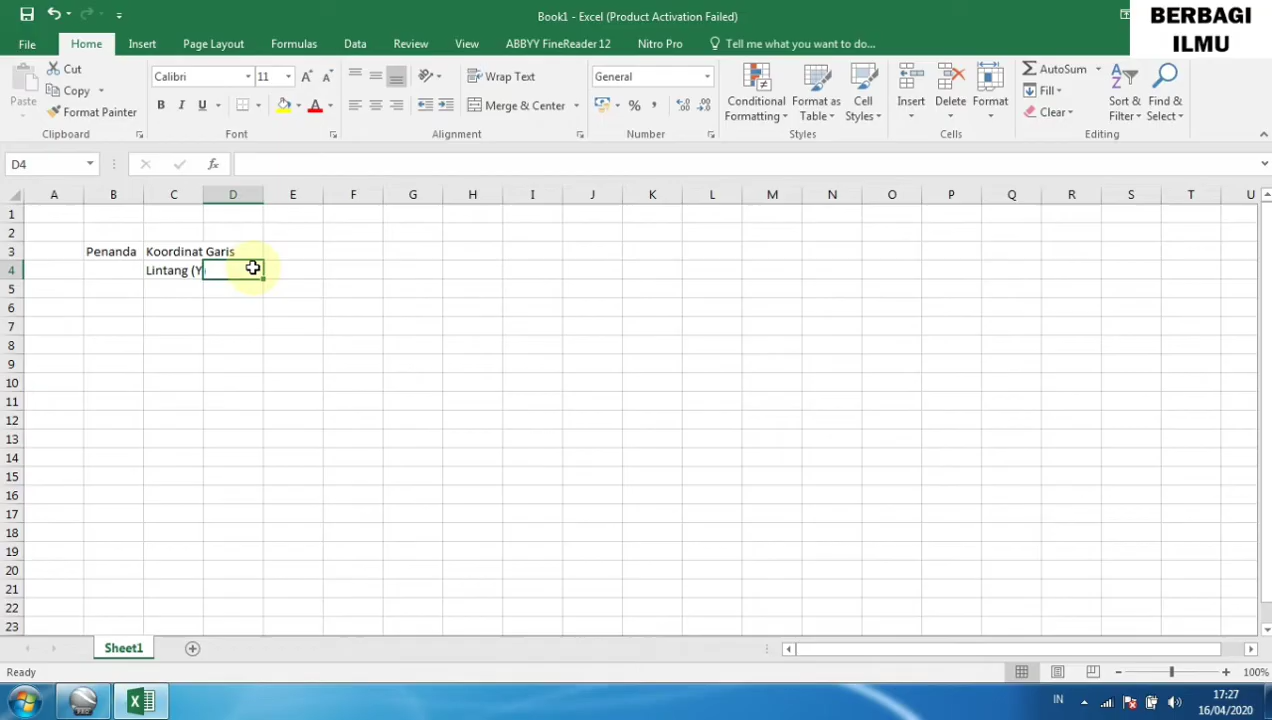 Book1 - Excel (Product Activation Failed)
BERBAGI
ILMU
File Home Insert Page Layout Formulas Data Review View ABBYY FineReader 12 Nitro Pro Tell me what you want to do...
Paste
Cut
Copy
Format Painter
Clipboard
Calibri 11
B I U
Font
Wrap Text
Merge & Center
Alignment
General
% ,
Number
Conditional Formatting
Format as Table
Cell Styles
Styles
Insert Delete Format
Cells
AutoSum
Fill
Clear
Sort & Filter
Find & Select
Editing
D4 fx
A B C D E F G H I J K L M N O P Q R S T U
1
2
3 Penanda Koordinat Garis
4 Lintang (Y
5
6
7
8
9
10
11
12
13
14
15
16
17
18
19
20
21
22
23
Sheet1
Ready 100%
IN 17:27
16/04/2020